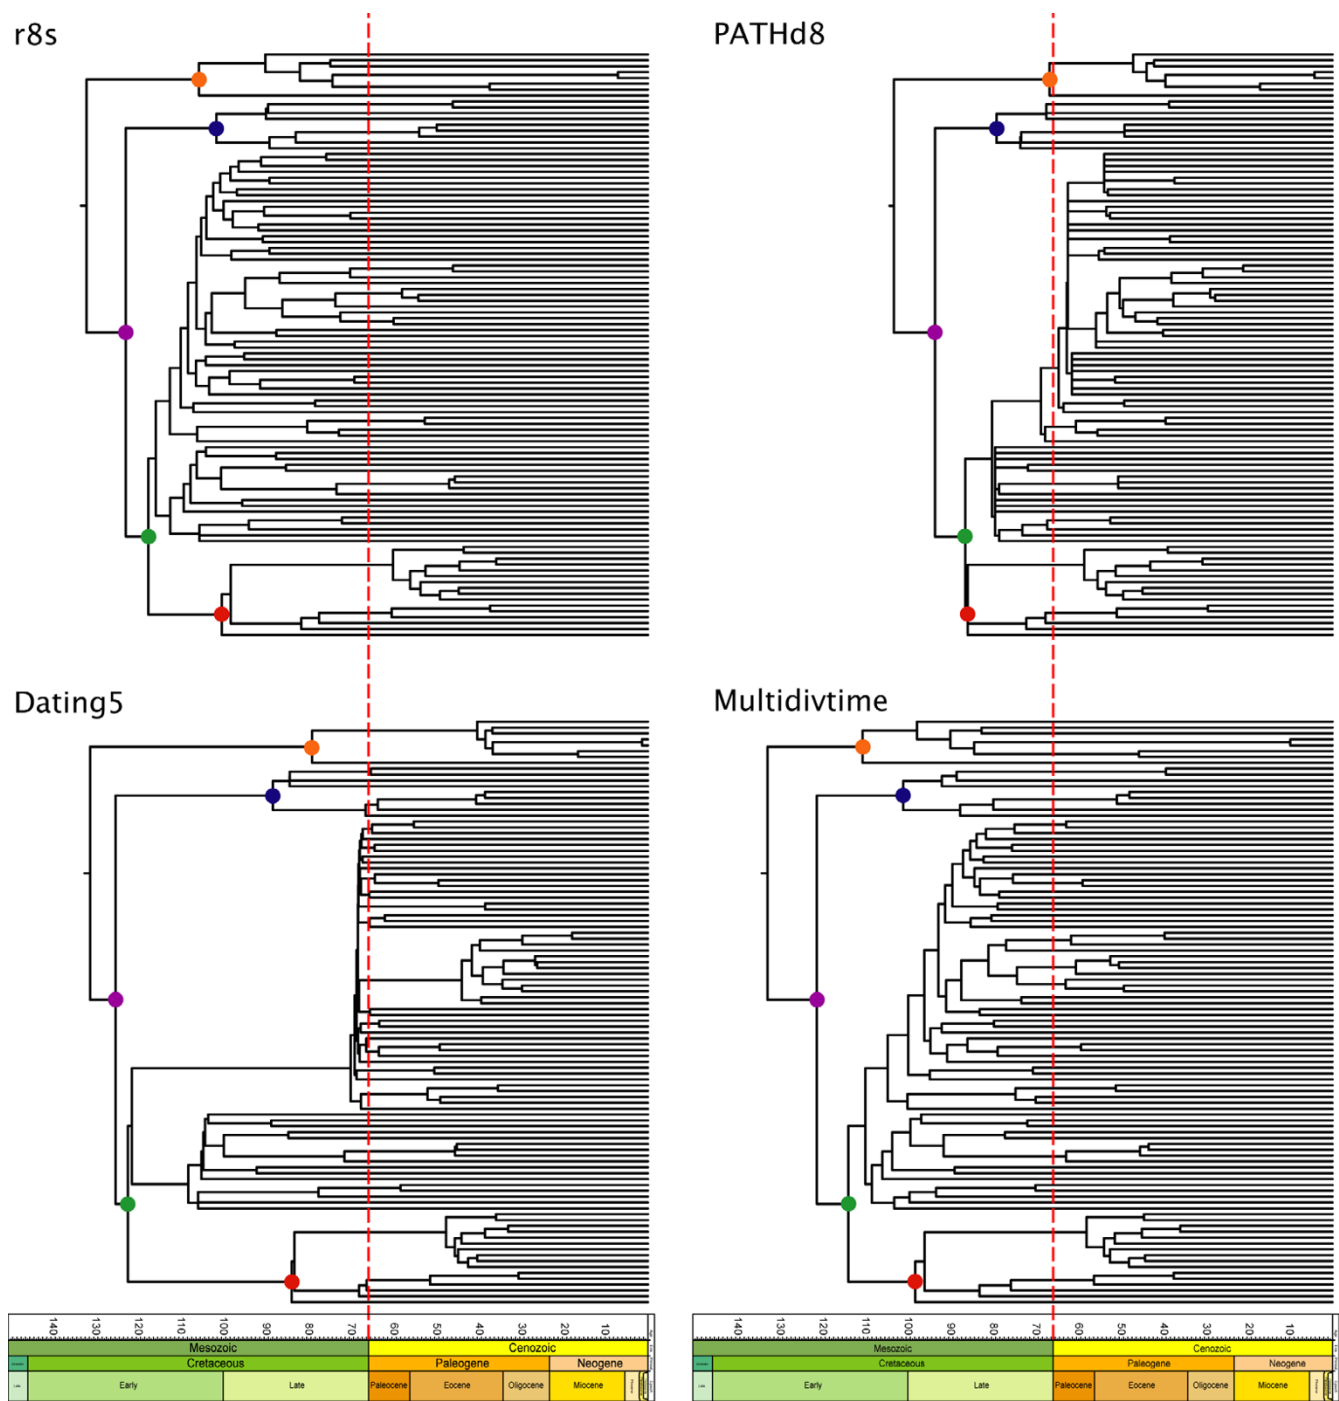 r8s PATHd8
Dating5 Multidivtime
140 130 120 110 100 90 80 70 60 50 40 30 20 10 140 130 120 110 100 90 80 70 60 50 40 30 20 10
Mesozoic Cenozoic Mesozoic Cenozoic
Cretaceous Paleogene Neogene Cretaceous Paleogene Neogene
Late Early Late Paleocene Eocene Oligocene Miocene Late Early Late Paleocene Eocene Oligocene Miocene